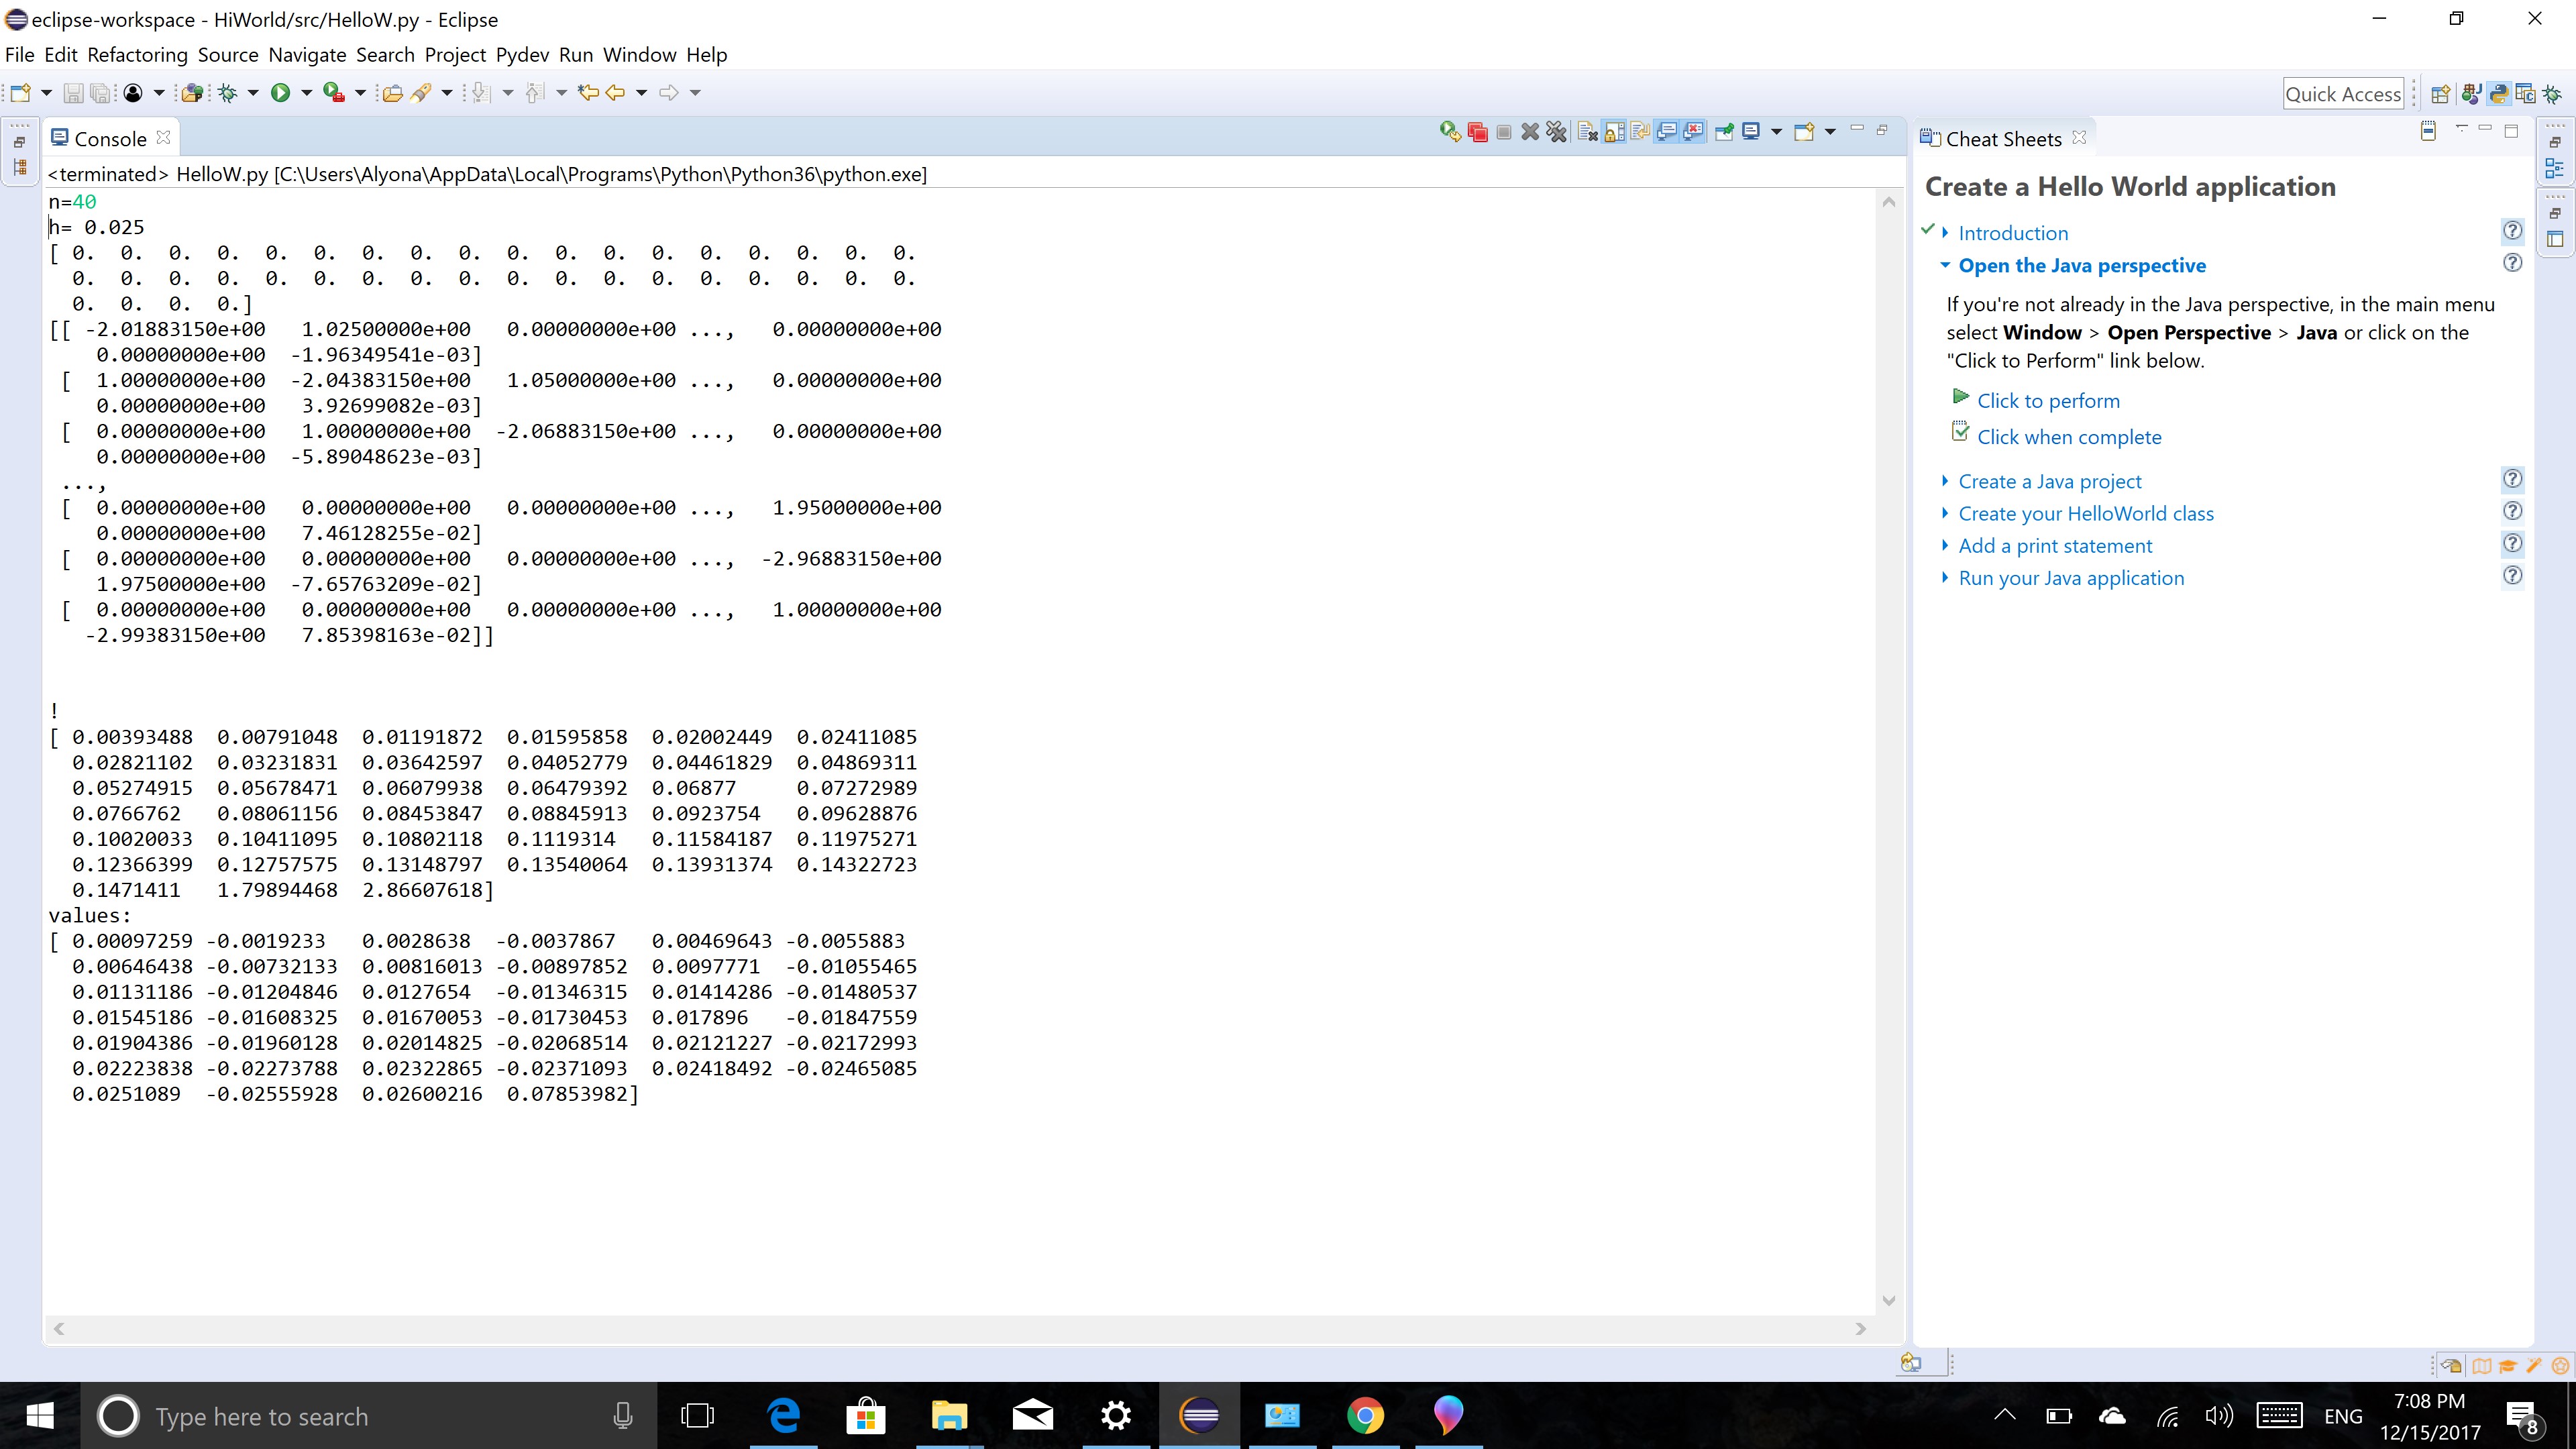 eclipse-workspace - HiWorld/src/HelloW.py - Eclipse
File Edit Refactoring Source Navigate Search Project Pydev Run Window Help
Quick Access
Console
<terminated> HelloW.py [C:\Users\Alyona\AppData\Local\Programs\Python\Python36\python.exe]
n=40
h= 0.025
[ 0. 0. 0. 0. 0. 0. 0. 0. 0. 0. 0. 0. 0. 0. 0. 0. 0. 0.
0. 0. 0. 0. 0. 0. 0. 0. 0. 0. 0. 0. 0. 0. 0. 0. 0. 0.
0. 0. 0. 0.]
[[ -2.01883150e+00 1.02500000e+00 0.00000000e+00 ..., 0.00000000e+00
0.00000000e+00 -1.96349541e-03]
[ 1.00000000e+00 -2.04383150e+00 1.05000000e+00 ..., 0.00000000e+00
0.00000000e+00 3.92699082e-03]
[ 0.00000000e+00 1.00000000e+00 -2.06883150e+00 ..., 0.00000000e+00
0.00000000e+00 -5.89048623e-03]
...,
[ 0.00000000e+00 0.00000000e+00 0.00000000e+00 ..., 1.95000000e+00
0.00000000e+00 7.46128255e-02]
[ 0.00000000e+00 0.00000000e+00 0.00000000e+00 ..., -2.96883150e+00
1.97500000e+00 -7.65763209e-02]
[ 0.00000000e+00 0.00000000e+00 0.00000000e+00 ..., 1.00000000e+00
-2.99383150e+00 7.85398163e-02]]
!
[ 0.00393488 0.00791048 0.01191872 0.01595858 0.02002449 0.02411085
0.02821102 0.03231831 0.03642597 0.04052779 0.04461829 0.04869311
0.05274915 0.05678471 0.06079938 0.06479392 0.06877 0.07272989
0.0766762 0.08061156 0.08453847 0.08845913 0.0923754 0.09628876
0.10020033 0.10411095 0.10802118 0.1119314 0.11584187 0.11975271
0.12366399 0.12757575 0.13148797 0.13540064 0.13931374 0.14322723
0.1471411 1.79894468 2.86607618]
values:
[ 0.00097259 -0.0019233 0.0028638 -0.0037867 0.00469643 -0.0055883
0.00646438 -0.00732133 0.00816013 -0.00897852 0.0097771 -0.01055465
0.01131186 -0.01204846 0.0127654 -0.01346315 0.01414286 -0.01480537
0.01545186 -0.01608325 0.01670053 -0.01730453 0.017896 -0.01847559
0.01904386 -0.01960128 0.02014825 -0.02068514 0.02121227 -0.02172993
0.02223838 -0.02273788 0.02322865 -0.02371093 0.02418492 -0.02465085
0.0251089 -0.02555928 0.02600216 0.07853982]
Cheat Sheets
Create a Hello World application
Introduction
Open the Java perspective
If you're not already in the Java perspective, in the main menu
select Window > Open Perspective > Java or click on the
"Click to Perform" link below.
Click to perform
Click when complete
Create a Java project
Create your HelloWorld class
Add a print statement
Run your Java application
Type here to search
ENG
7:08 PM
12/15/2017
8